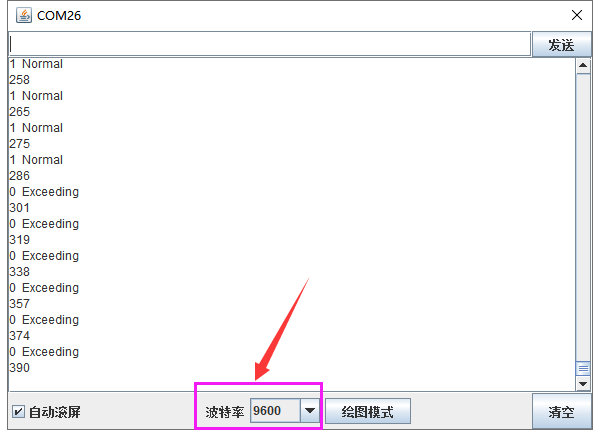 COM26
发送
1 Normal
258
1 Normal
265
1 Normal
275
1 Normal
286
0 Exceeding
301
0 Exceeding
319
0 Exceeding
338
0 Exceeding
357
0 Exceeding
374
0 Exceeding
390
自动滚屏 波特率 9600 绘图模式 清空